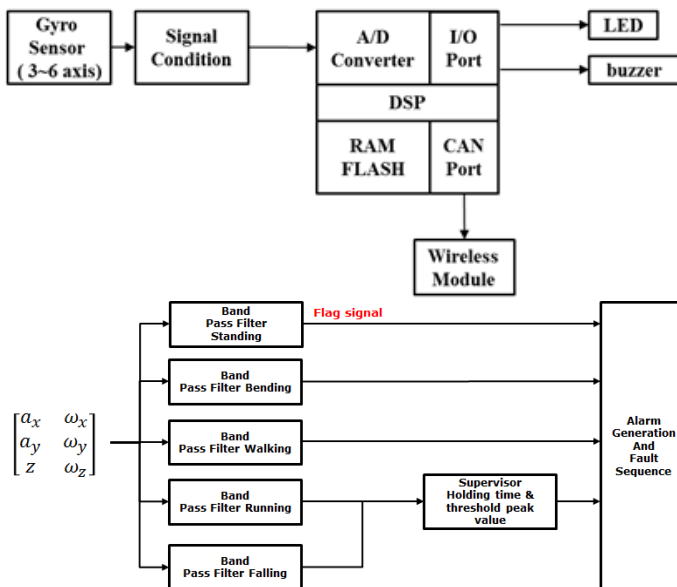 Gyro
Sensor
( 3~6 axis)
Signal
Condition
A/D
Converter
I/O
Port
LED
buzzer
DSP
RAM
FLASH
CAN
Port
Wireless
Module
Band
Pass Filter
Standing
Flag signal
Band
Pass Filter Bending
Band
Pass Filter Walking
Band
Pass Filter Running
Band
Pass Filter Falling
a_x ω_x
a_y ω_y
z ω_z
Supervisor
Holding time &
threshold peak
value
Alarm
Generation
And
Fault
Sequence